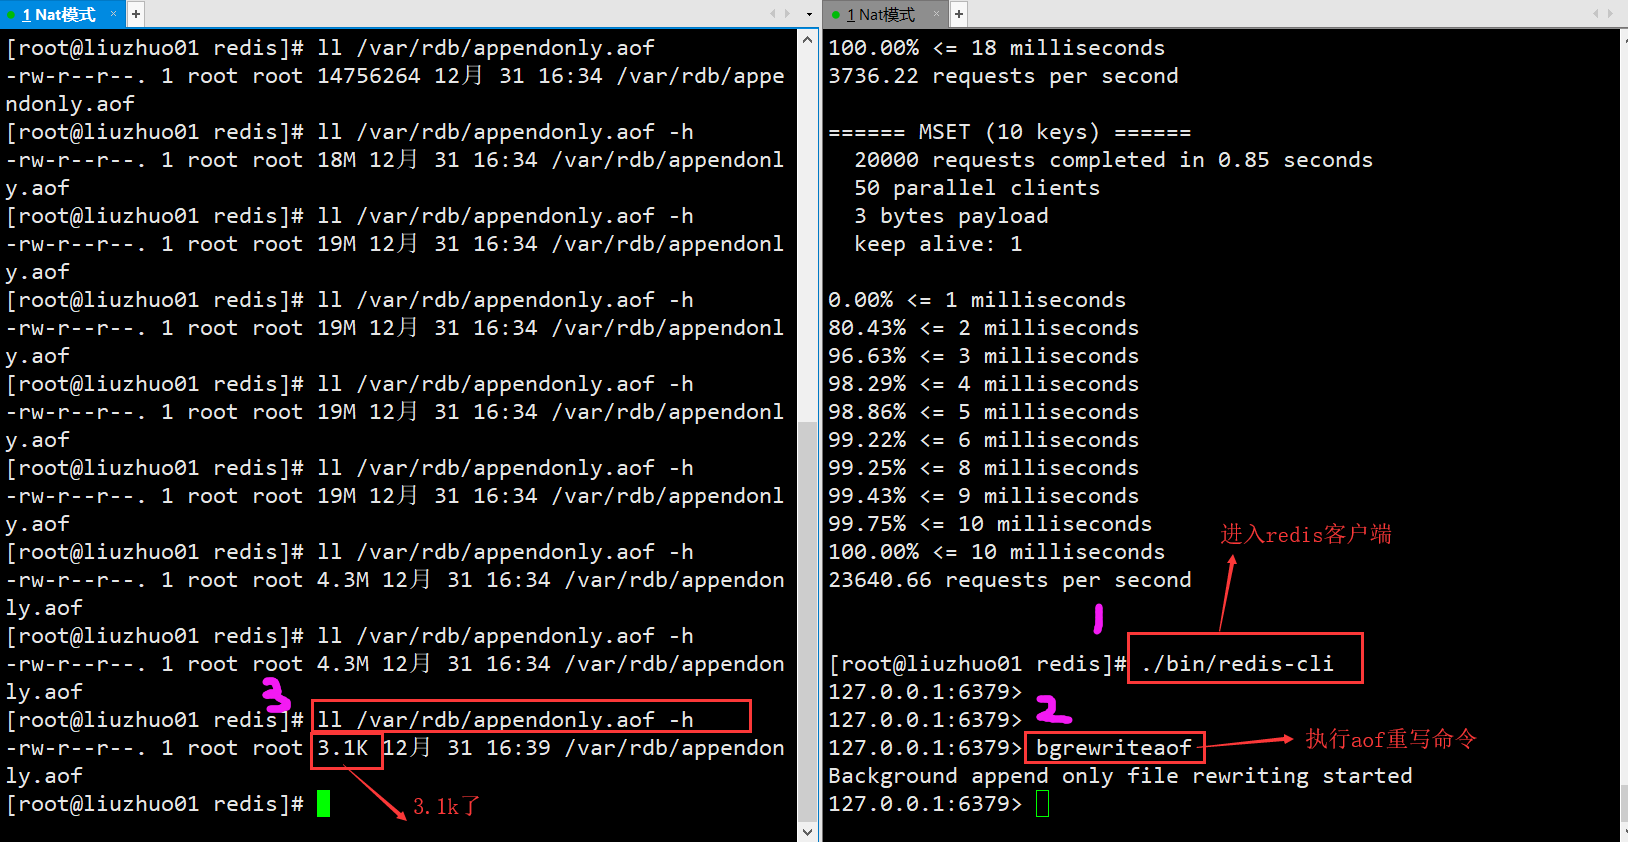 1 Nat模式 × +
[root@liuzhuo01 redis]# ll /var/rdb/appendonly.aof
-rw-r--r--. 1 root root 14756264 12月 31 16:34 /var/rdb/appe
ndonly.aof
[root@liuzhuo01 redis]# ll /var/rdb/appendonly.aof -h
-rw-r--r--. 1 root root 18M 12月 31 16:34 /var/rdb/appendonl
y.aof
[root@liuzhuo01 redis]# ll /var/rdb/appendonly.aof -h
-rw-r--r--. 1 root root 19M 12月 31 16:34 /var/rdb/appendonl
y.aof
[root@liuzhuo01 redis]# ll /var/rdb/appendonly.aof -h
-rw-r--r--. 1 root root 19M 12月 31 16:34 /var/rdb/appendonl
y.aof
[root@liuzhuo01 redis]# ll /var/rdb/appendonly.aof -h
-rw-r--r--. 1 root root 19M 12月 31 16:34 /var/rdb/appendonl
y.aof
[root@liuzhuo01 redis]# ll /var/rdb/appendonly.aof -h
-rw-r--r--. 1 root root 19M 12月 31 16:34 /var/rdb/appendonl
y.aof
[root@liuzhuo01 redis]# ll /var/rdb/appendonly.aof -h
-rw-r--r--. 1 root root 4.3M 12月 31 16:34 /var/rdb/appendon
ly.aof
[root@liuzhuo01 redis]# ll /var/rdb/appendonly.aof -h
-rw-r--r--. 1 root root 4.3M 12月 31 16:34 /var/rdb/appendon
ly.aof
3
[root@liuzhuo01 redis]# ll /var/rdb/appendonly.aof -h
-rw-r--r--. 1 root root 3.1K 12月 31 16:39 /var/rdb/appendon
ly.aof
[root@liuzhuo01 redis]#
3.1k了
1 Nat模式 × +
100.00% <= 18 milliseconds
3736.22 requests per second
====== MSET (10 keys) ======
20000 requests completed in 0.85 seconds
50 parallel clients
3 bytes payload
keep alive: 1
0.00% <= 1 milliseconds
80.43% <= 2 milliseconds
96.63% <= 3 milliseconds
98.29% <= 4 milliseconds
98.86% <= 5 milliseconds
99.22% <= 6 milliseconds
99.25% <= 8 milliseconds
99.43% <= 9 milliseconds
99.75% <= 10 milliseconds
进入redis客户端
100.00% <= 10 milliseconds
23640.66 requests per second
1
[root@liuzhuo01 redis]# ./bin/redis-cli
127.0.0.1:6379>
127.0.0.1:6379>
2
127.0.0.1:6379> bgrewriteaof
执行aof重写命令
Background append only file rewriting started
127.0.0.1:6379>